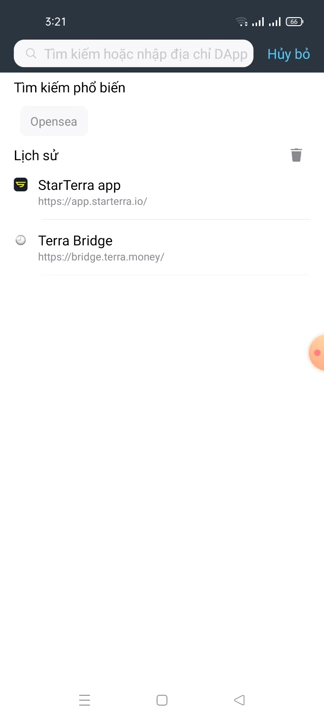 3:21
66
Tìm kiếm hoặc nhập địa chỉ DApp
Hủy bỏ
Tìm kiếm phổ biến
Opensea
Lịch sử
StarTerra app
https://app.starterra.io/
Terra Bridge
https://bridge.terra.money/